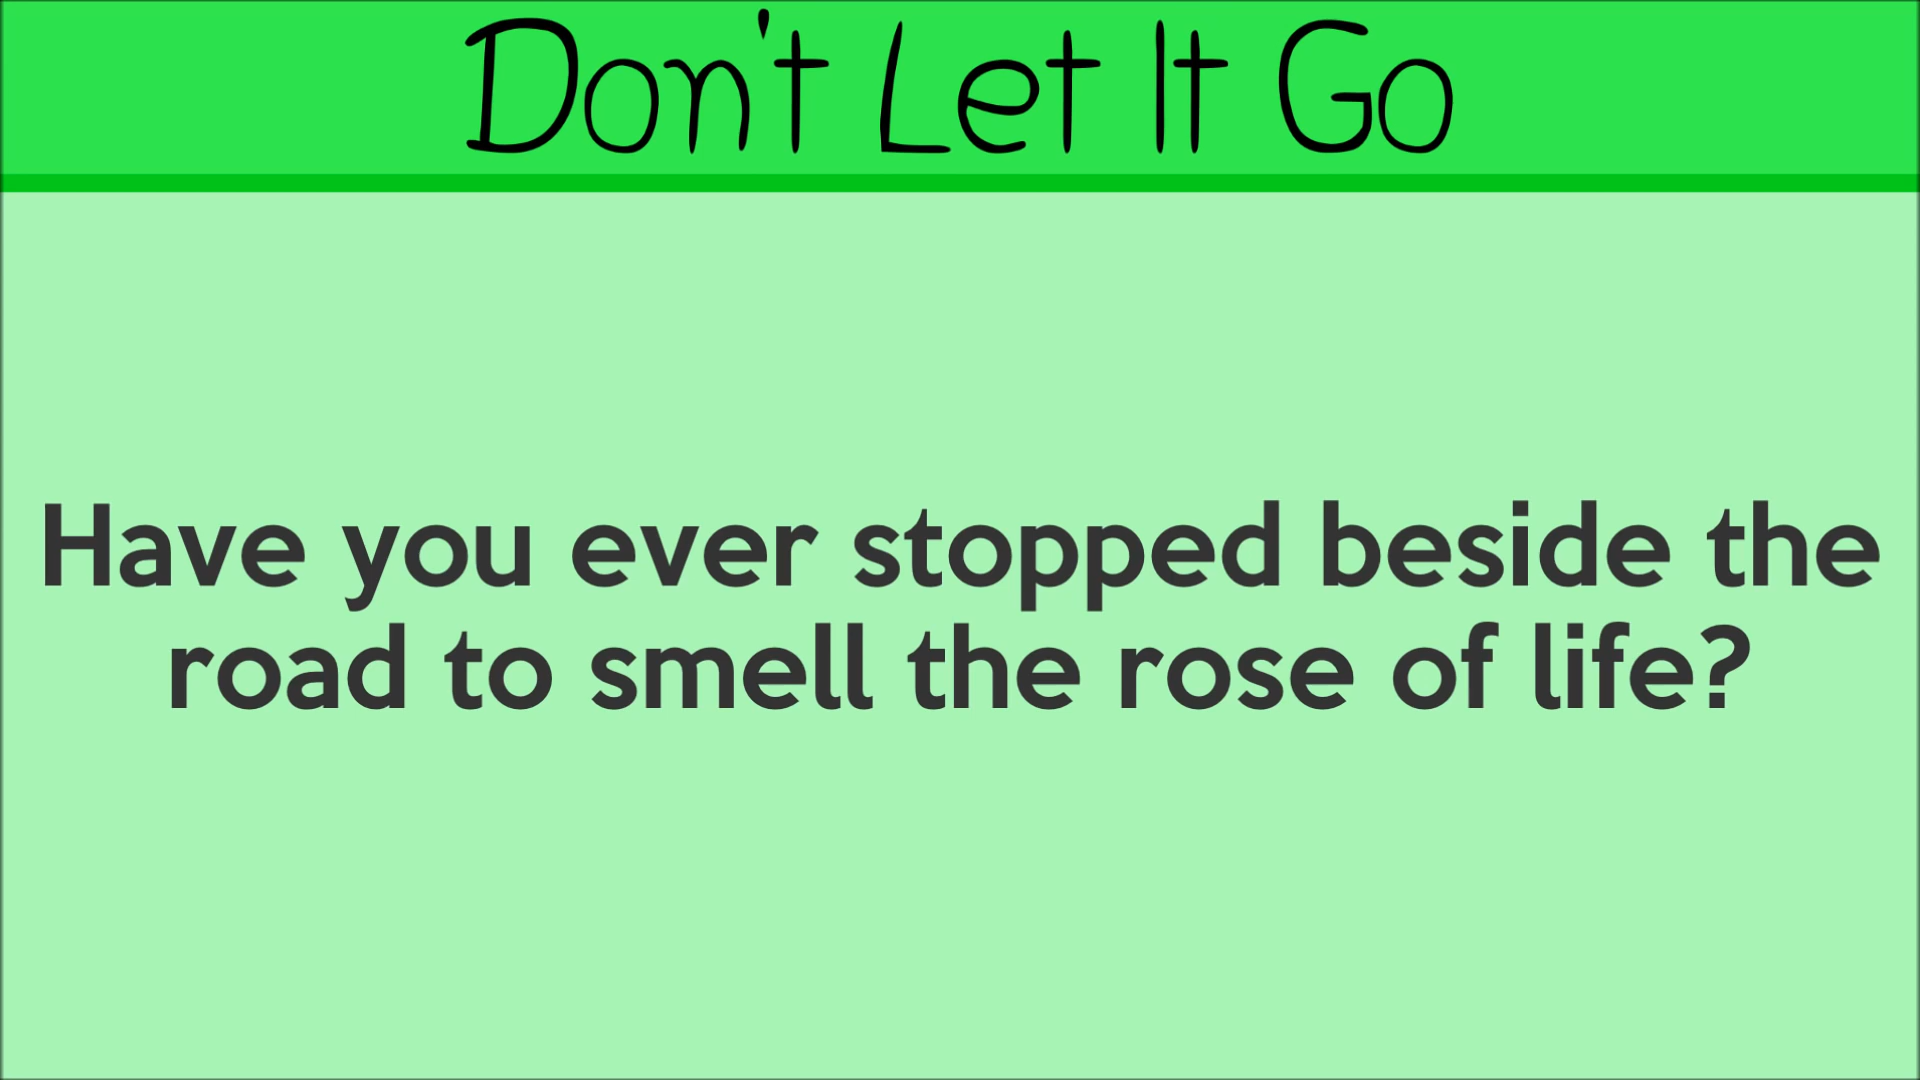 Don't Let It Go
Have you ever stopped beside the
road to smell the rose of life?